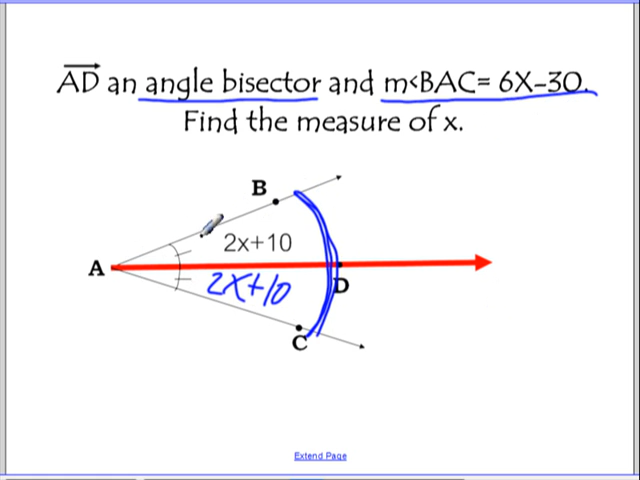 AD an angle bisector and m<BAC= 6X-30.
Find the measure of x.
B
2x+10
A
2x+10
D
C
Extend Page